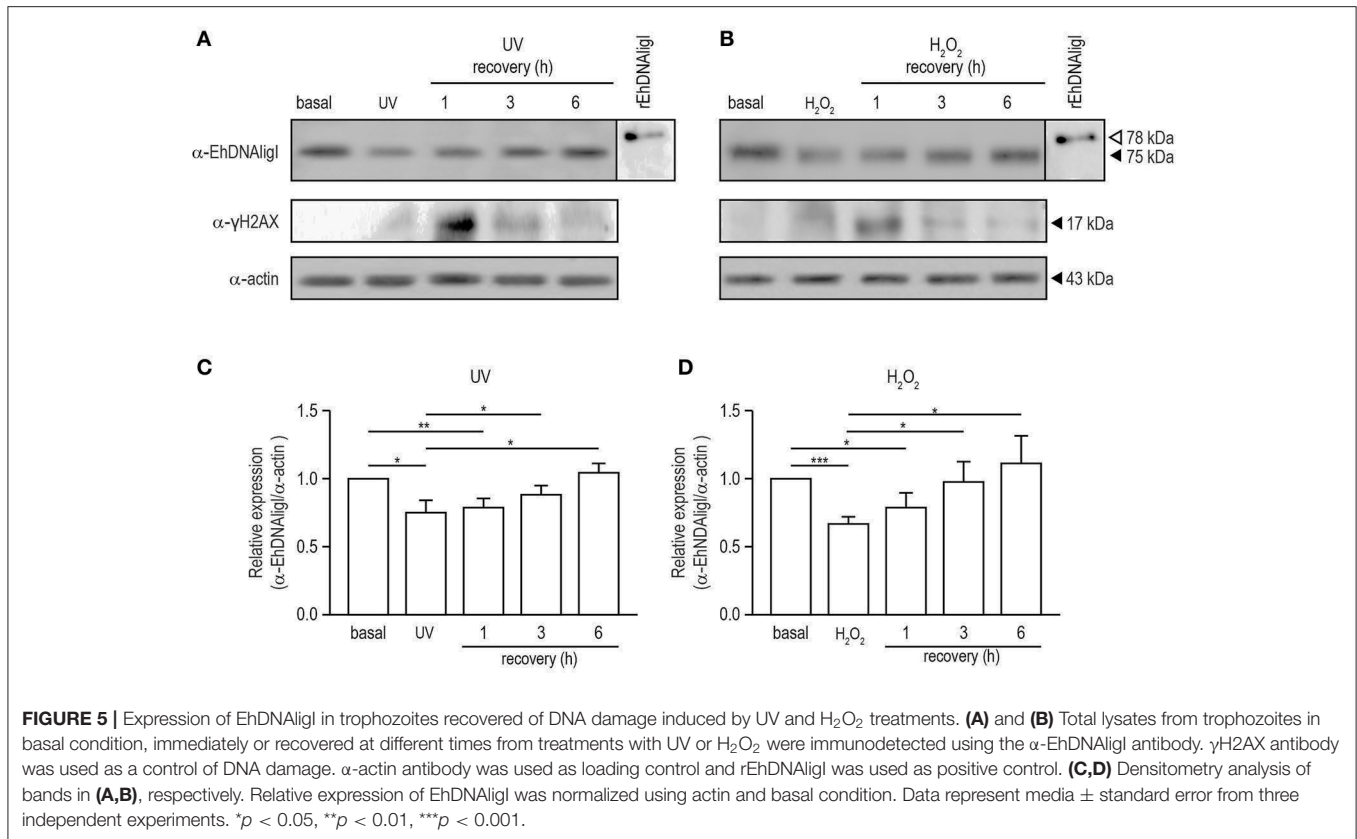 A
UV
recovery (h)
rEhDNAligI
basal UV 1 3 6
α-EhDNAligI
α-γH2AX
α-actin
B
H₂O₂
recovery (h)
rEhDNAligI
basal H₂O₂ 1 3 6
◁ 78 kDa
◀ 75 kDa
◀ 17 kDa
◀ 43 kDa
C
UV
Relative expression
(α-EhDNAligI/α-actin)
1.5
1.0
0.5
0.0
*
**
*
*
basal UV 1 3 6
recovery (h)
D
H₂O₂
Relative expression
(α-EhNDAligI/α-actin)
1.5
1.0
0.5
0.0
*
*
*
***
basal H₂O₂ 1 3 6
recovery (h)
FIGURE 5 | Expression of EhDNAligI in trophozoites recovered of DNA damage induced by UV and H₂O₂ treatments. (A) and (B) Total lysates from trophozoites in
basal condition, immediately or recovered at different times from treatments with UV or H₂O₂ were immunodetected using the α-EhDNAligI antibody. γH2AX antibody
was used as a control of DNA damage. α-actin antibody was used as loading control and rEhDNAligI was used as positive control. (C,D) Densitometry analysis of
bands in (A,B), respectively. Relative expression of EhDNAligI was normalized using actin and basal condition. Data represent media ± standard error from three
independent experiments. *p < 0.05, **p < 0.01, ***p < 0.001.